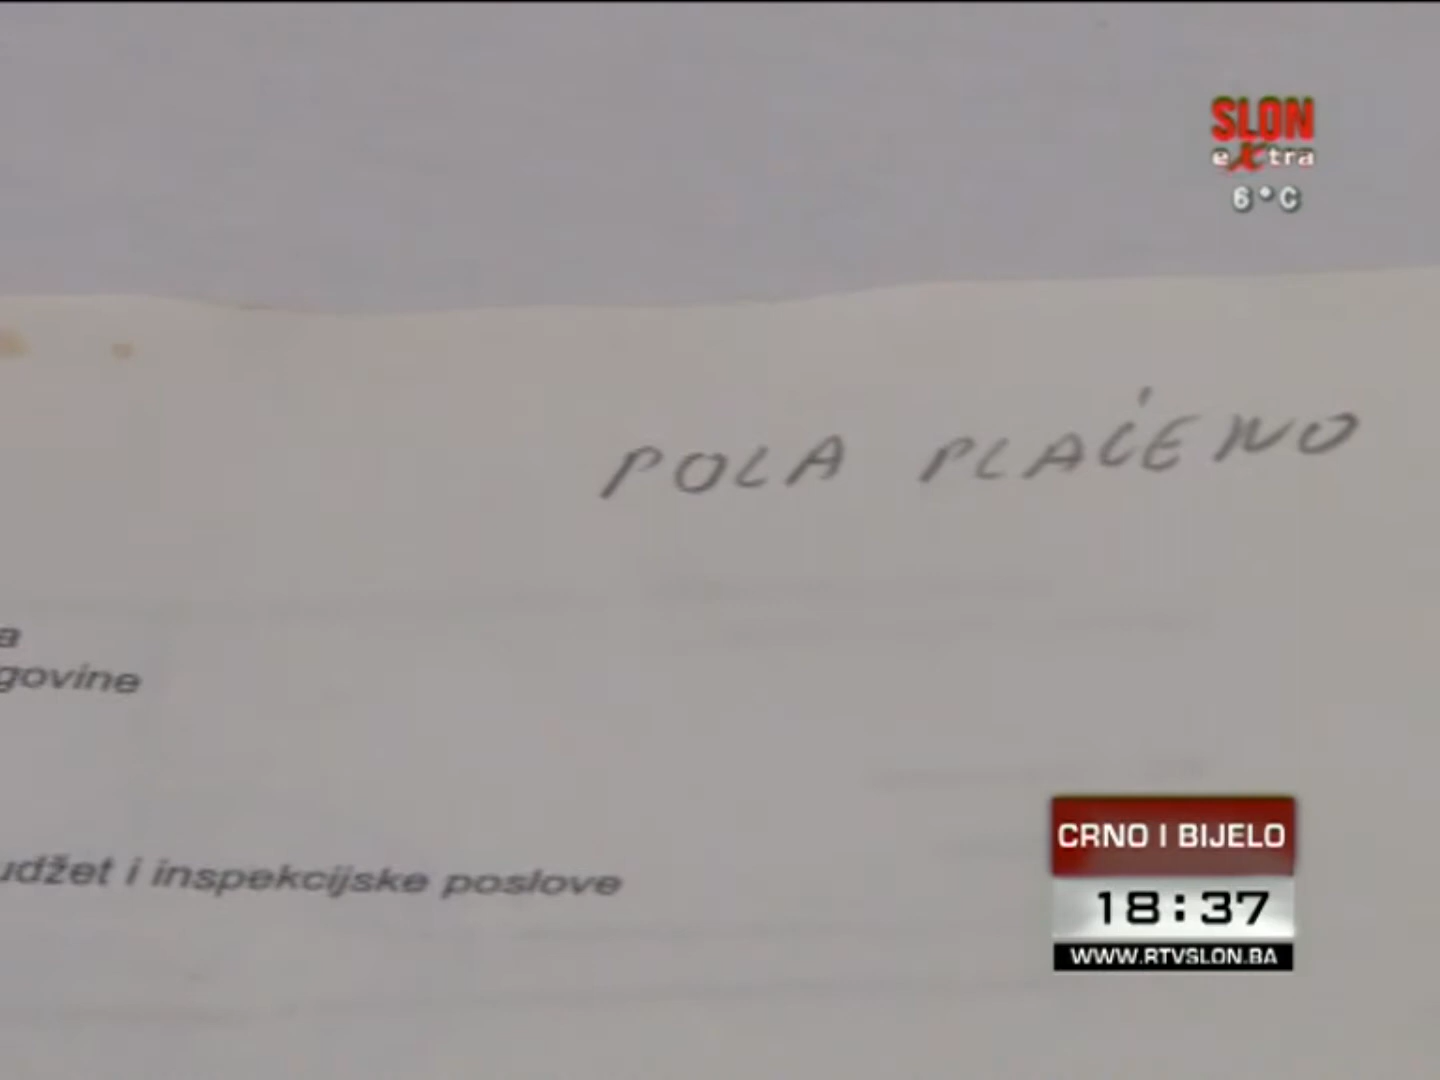 SLON
eXtra
6°C
POLA PLAĆENO
a
govine
udžet i inspekcijske poslove
CRNO I BIJELO
18:37
WWW.RTVSLON.BA